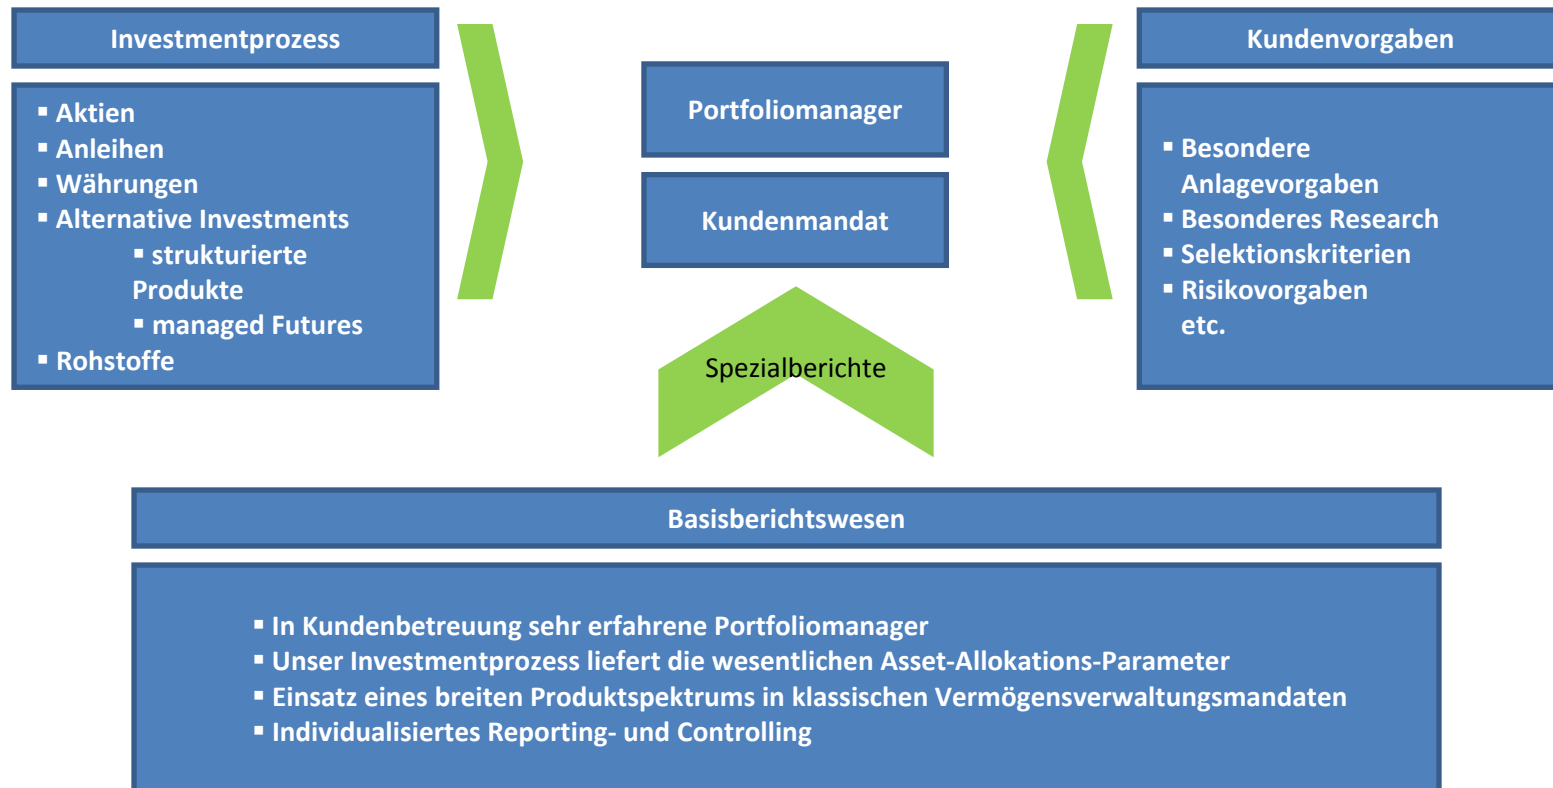 Investmentprozess
▪ Aktien
▪ Anleihen
▪ Währungen
▪ Alternative Investments
▪ strukturierte
Produkte
▪ managed Futures
▪ Rohstoffe
Portfoliomanager
Kundenmandat
Kundenvorgaben
▪ Besondere
Anlagevorgaben
▪ Besonderes Research
▪ Selektionskriterien
▪ Risikovorgaben
etc.
Spezialberichte
Basisberichtswesen
▪ In Kundenbetreuung sehr erfahrene Portfoliomanager
▪ Unser Investmentprozess liefert die wesentlichen Asset-Allokations-Parameter
▪ Einsatz eines breiten Produktspektrums in klassischen Vermögensverwaltungsmandaten
▪ Individualisiertes Reporting- und Controlling